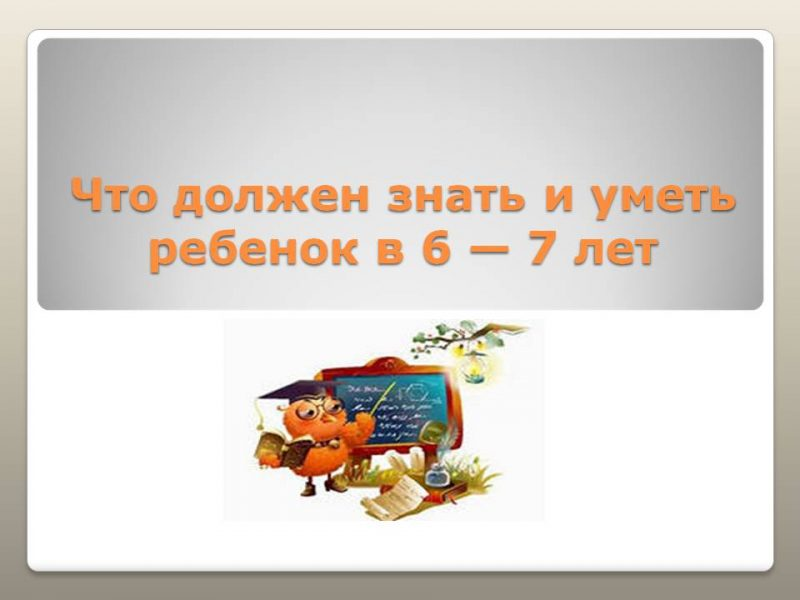 Что должен знать и уметь
ребенок в 6 — 7 лет